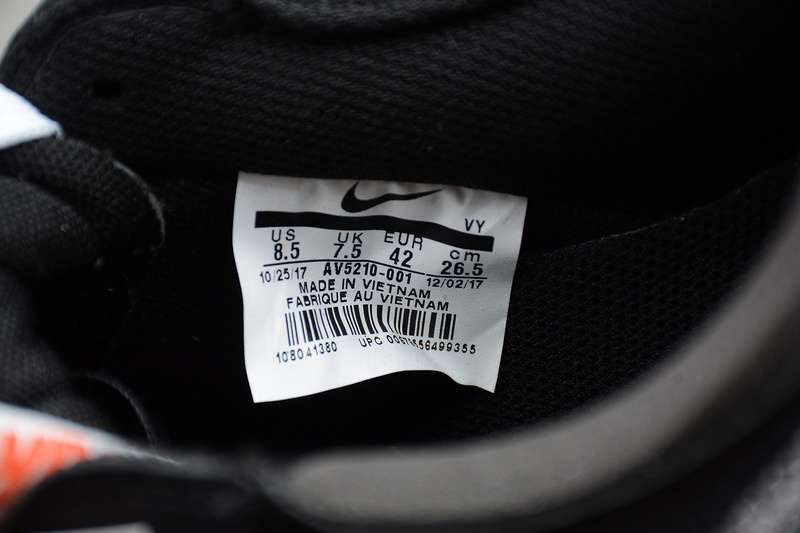 VY
US UK EUR cm
8.5 7.5 42 26.5
10/25/17 AV5210-001 12/02/17
MADE IN VIETNAM
FABRIQUE AU VIETNAM
108041380 UPC